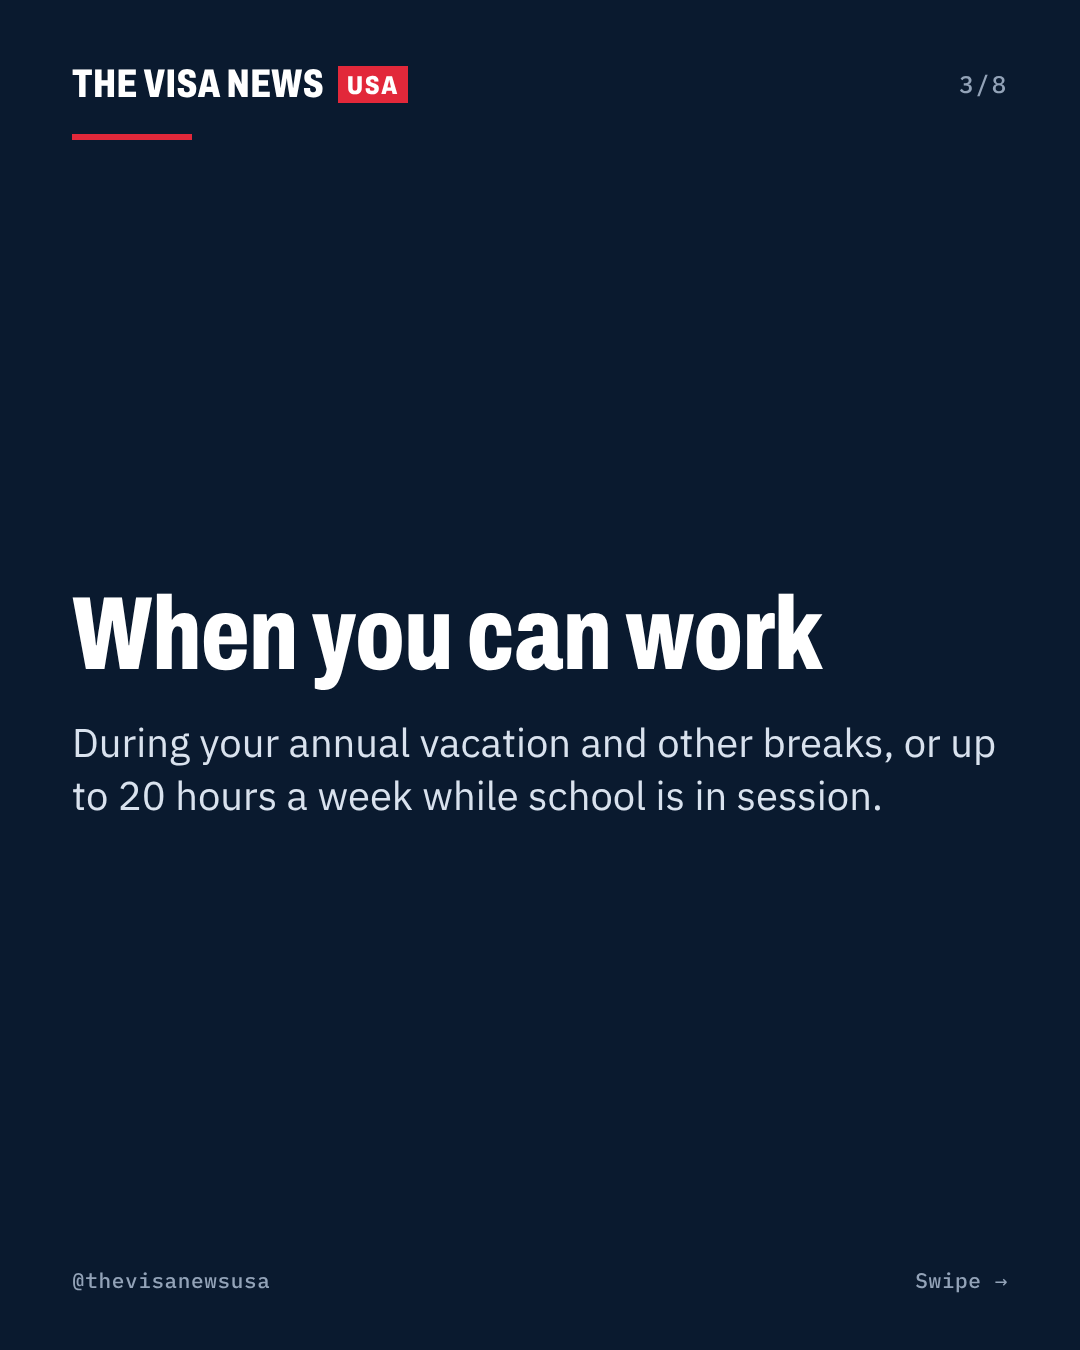 THE VISA NEWS USA
3/8
When you can work
During your annual vacation and other breaks, or up
to 20 hours a week while school is in session.
@thevisanewsusa
Swipe →